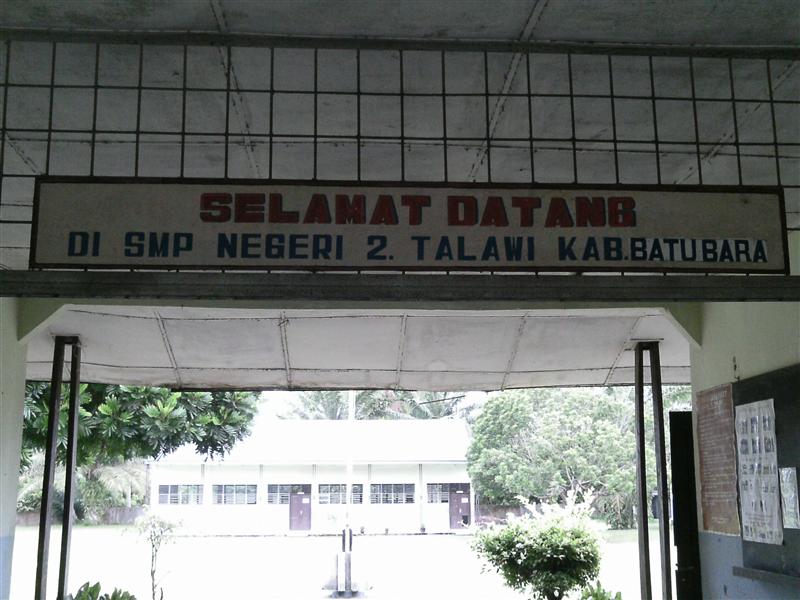 SELAMAT DATANG
DI SMP NEGERI 2. TALAWI KAB.BATUBARA